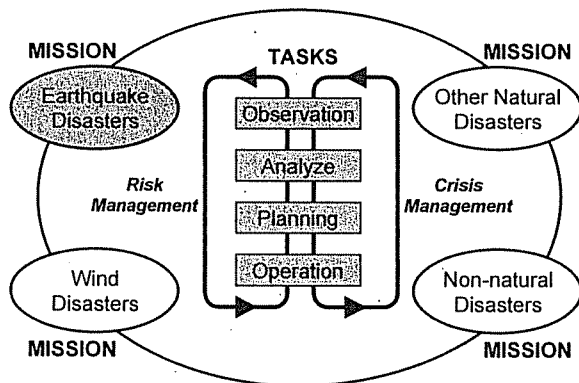 MISSION
TASKS
MISSION
Earthquake
Disasters
Observation
Other Natural
Disasters
Analyze
Risk
Management
Crisis
Management
Planning
Wind
Disasters
Operation
Non-natural
Disasters
MISSION
MISSION